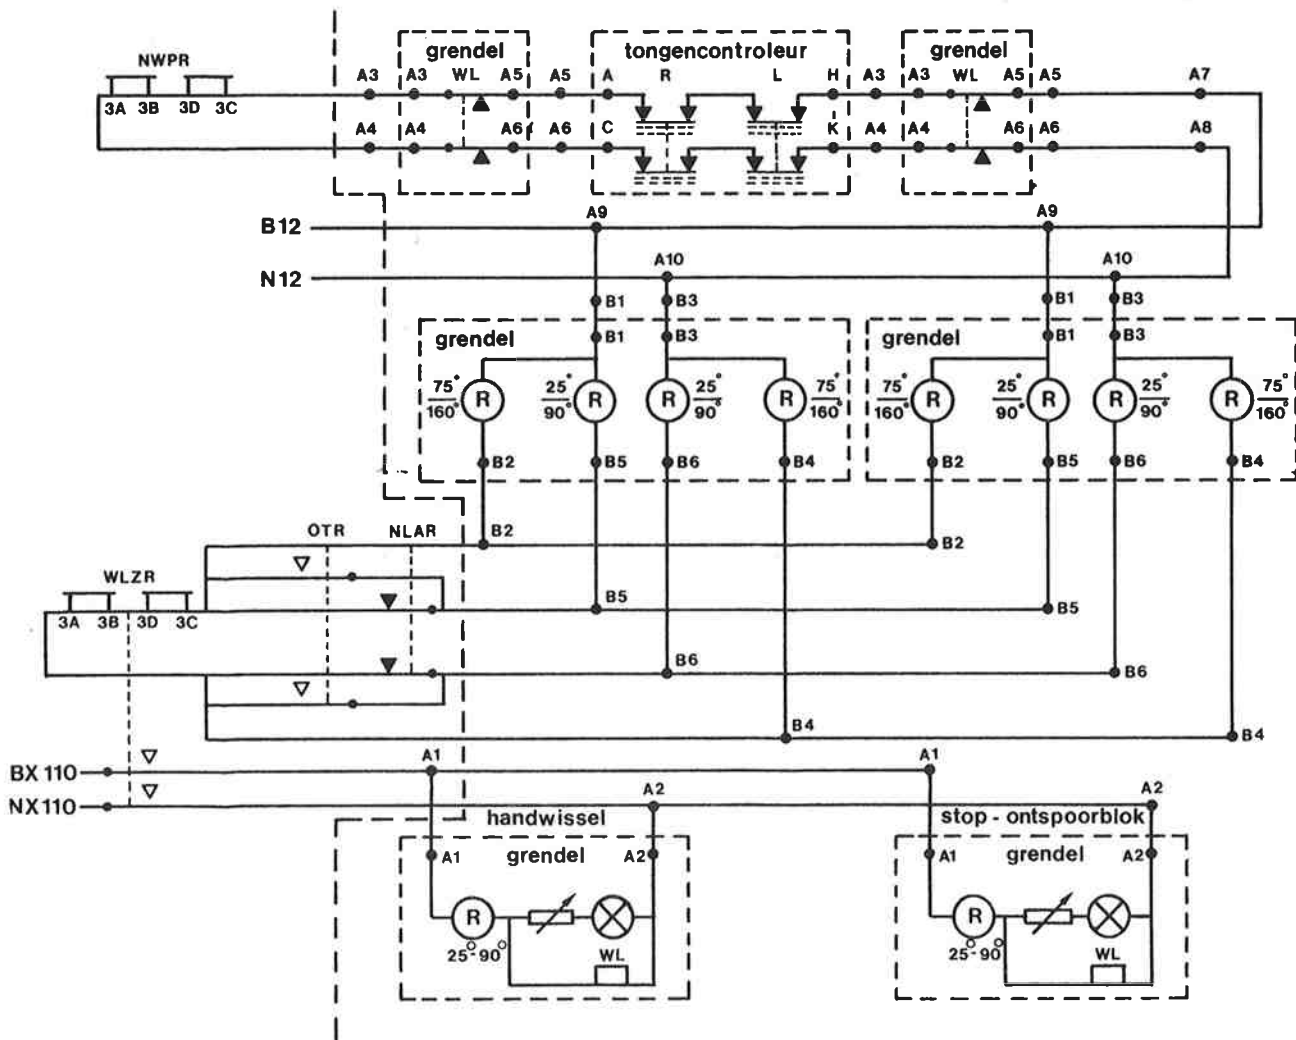 grendel tongencontroleur grendel
NWPR
A3 A3 WL A5 A5 A R L H A3 A3 WL A5 A5 A7
3A 3B 3D 3C
A4 A4 A6 A6 C K A4 A4 A6 A6 A8
B12 A9 A9
N12 A10 A10
B1 B3 B1 B3
grendel B1 B3 B1 B3
75° 25° 25° 75° 75° 25° 25° 75°
R R R R R R R R
160° 90° 90° 160° 160° 90° 90° 160°
B2 B5 B6 B4 B2 B5 B6 B4
OTR NLAR B2 B2
WLZR
B5 B5
3A 3B 3D 3C
B6 B6
B4 B4
BX 110 A1 A1
NX 110 A2 A2
handwissel stop - ontspoorblok
A1 grendel A2 A1 grendel A2
R R
25°-90° WL 25°-90° WL